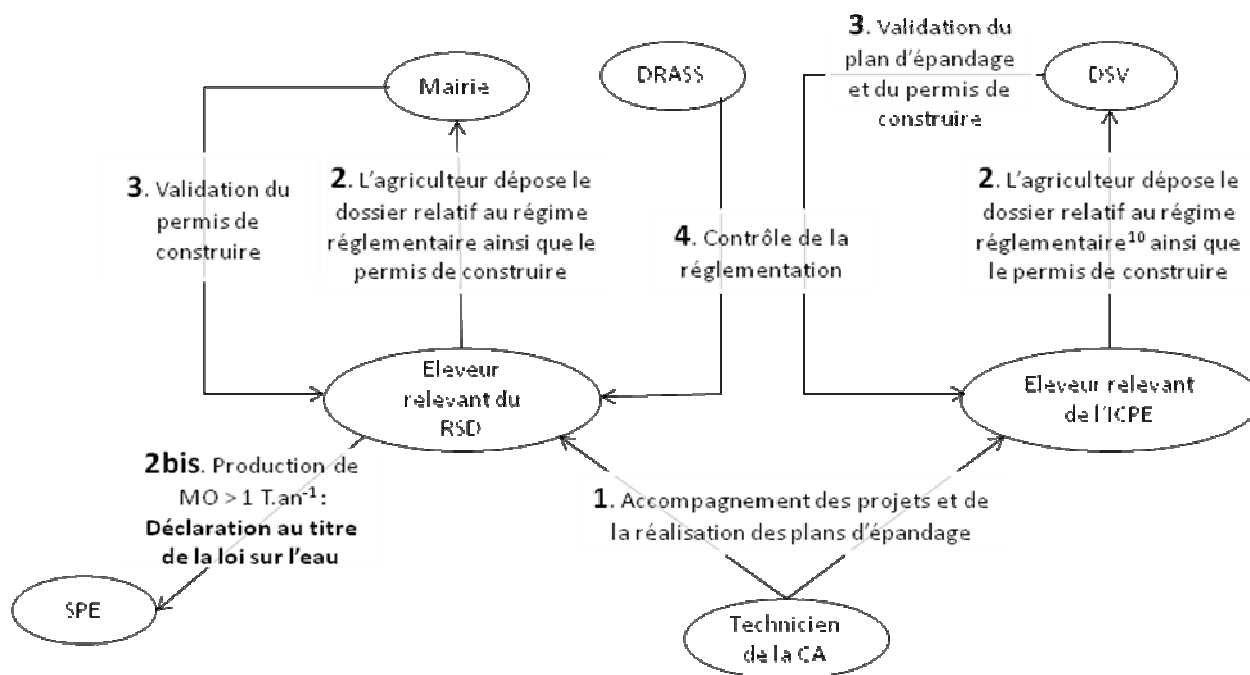 3. Validation du
plan d'épandage
et du permis de
construire
Mairie
DRASS
DSV
3. Validation du
permis de
construire
2. L'agriculteur dépose le
dossier relatif au régime
réglementaire ainsi que le
permis de construire
4. Contrôle de la
réglementation
2. L'agriculteur dépose le
dossier relatif au régime
réglementaire¹⁰ ainsi que
le permis de construire
Eleveur
relevant du
RSD
Eleveur relevant
de l'ICPE
2bis. Production de
MO > 1 T.an⁻¹:
Déclaration au titre
de la loi sur l'eau
1. Accompagnement des projets et de
la réalisation des plans d'épandage
SPE
Technicien
de la CA